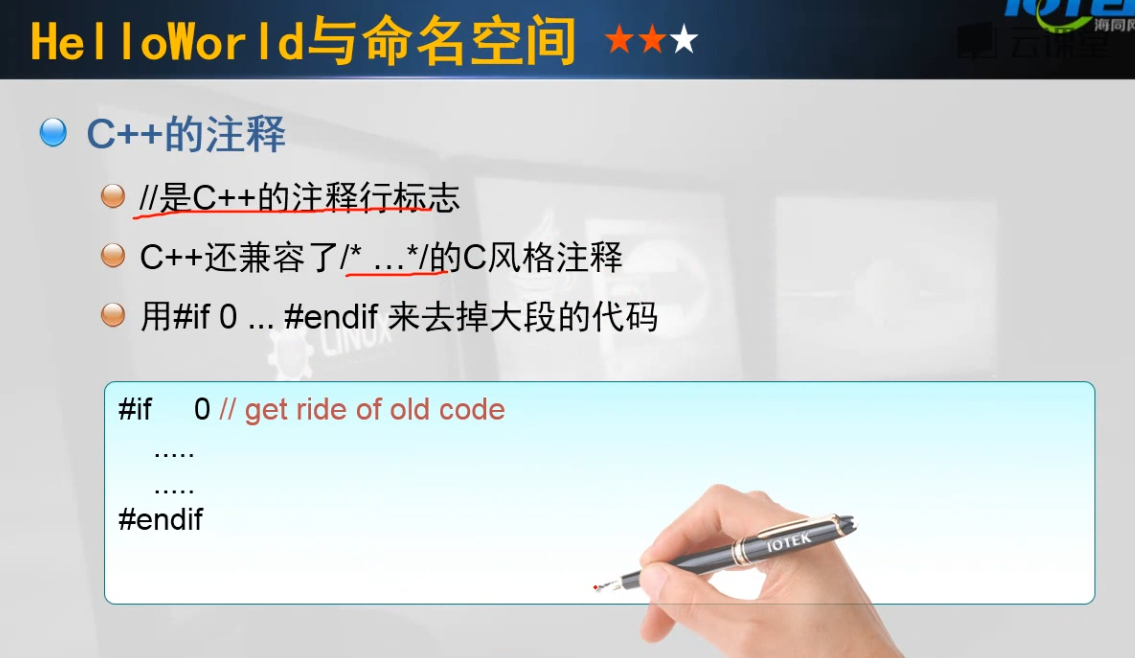 HelloWorld与命名空间
IOTEK
海同网
云课堂
C++的注释
//是C++的注释行标志
C++还兼容了/* …*/的C风格注释
用#if 0 ... #endif 来去掉大段的代码
LINUX
#if 0 // get ride of old code
.....
.....
#endif
IOTEK